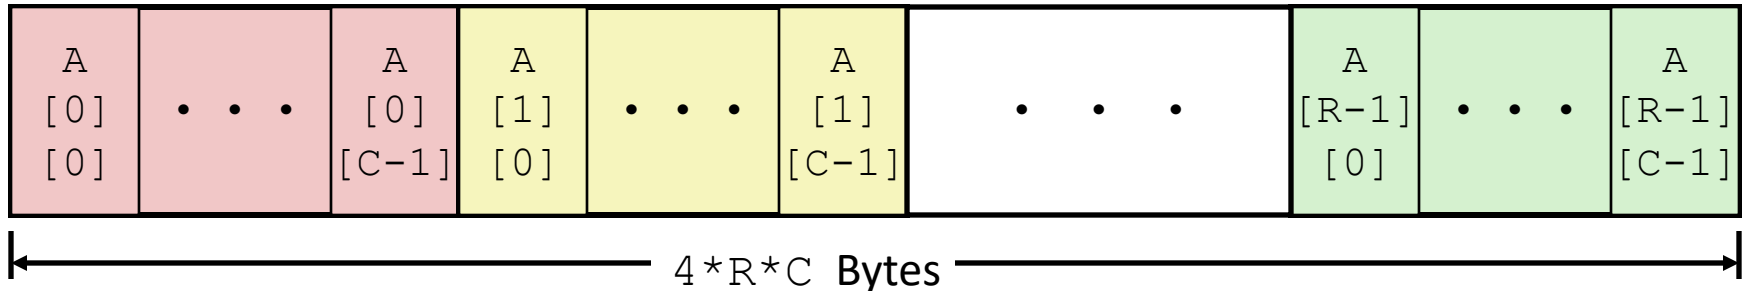 A
[0]
[0]
• • •
A
[0]
[C-1]
A
[1]
[0]
• • •
A
[1]
[C-1]
• • •
A
[R-1]
[0]
• • •
A
[R-1]
[C-1]
4*R*C Bytes